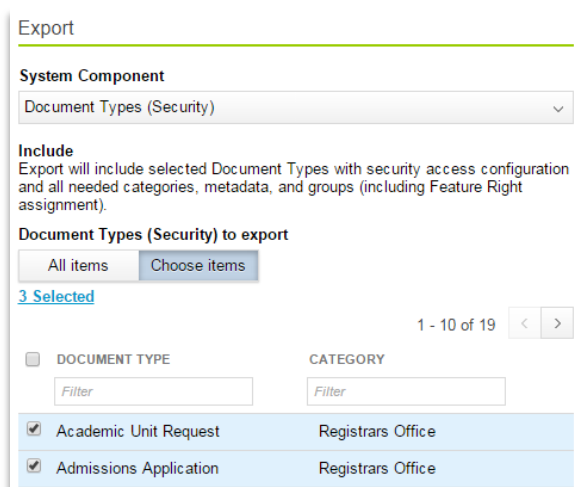 Export
System Component
Document Types (Security)
Include
Export will include selected Document Types with security access configuration
and all needed categories, metadata, and groups (including Feature Right
assignment).
Document Types (Security) to export
All items Choose items
3 Selected
1 - 10 of 19 < >
DOCUMENT TYPE CATEGORY
Filter Filter
Academic Unit Request Registrars Office
Admissions Application Registrars Office